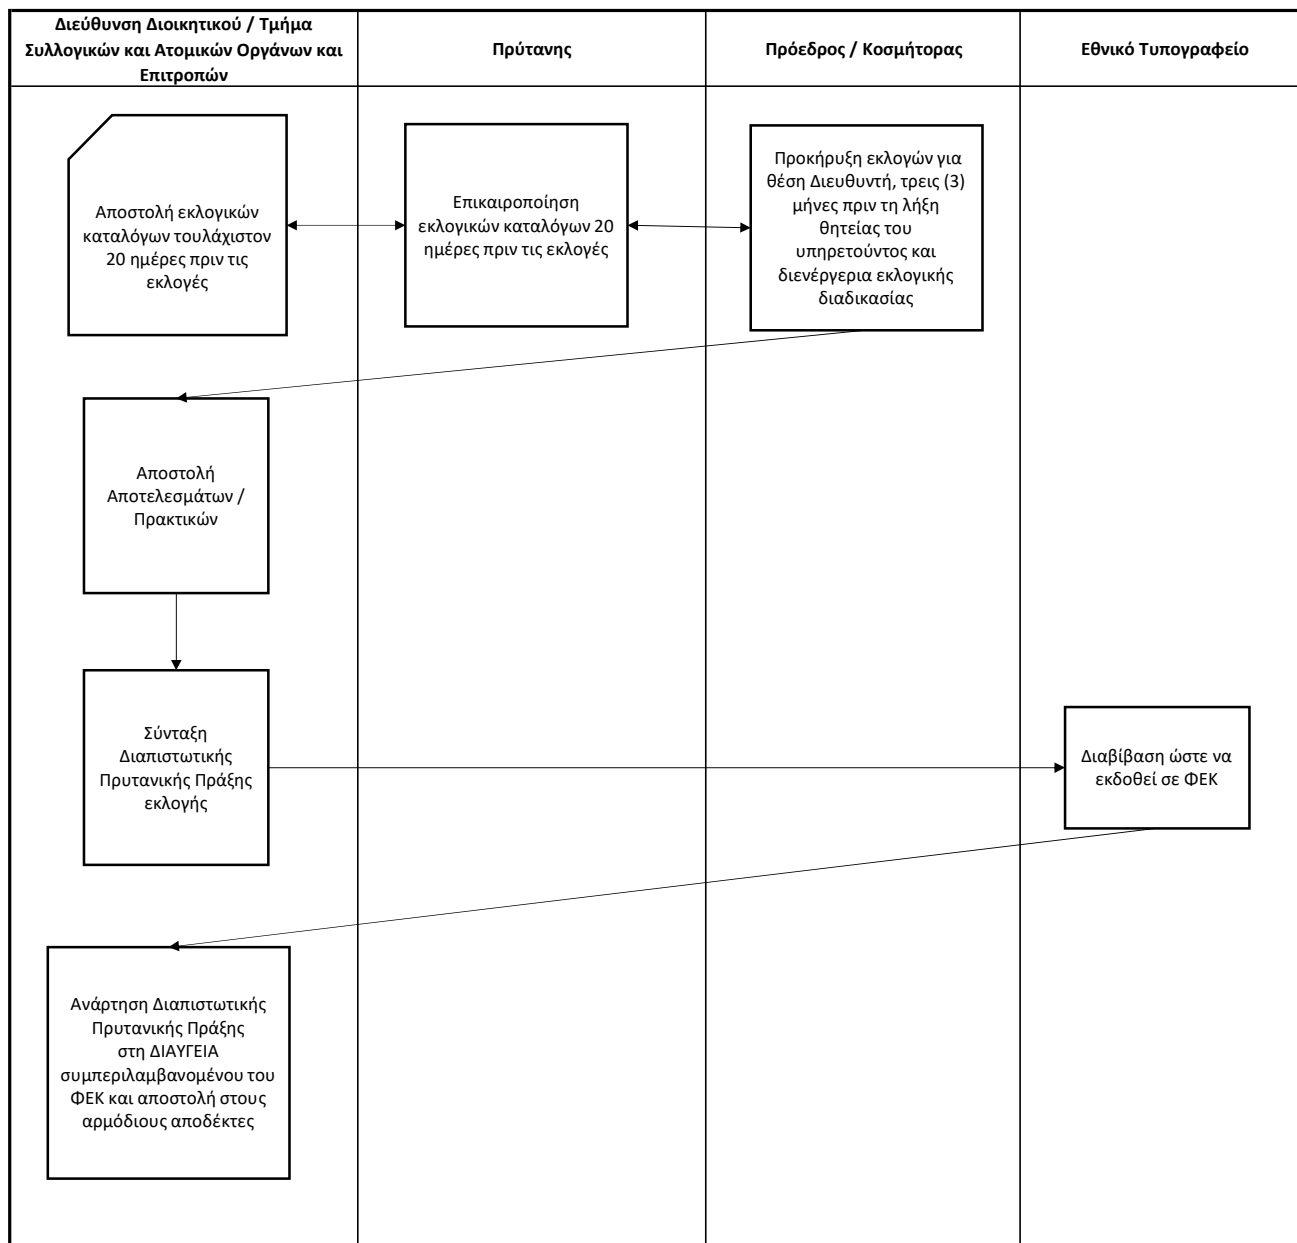 Διεύθυνση Διοικητικού / Τμήμα
Συλλογικών και Ατομικών Οργάνων και
Επιτροπών
Πρύτανης
Πρόεδρος / Κοσμήτορας
Εθνικό Τυπογραφείο
Αποστολή εκλογικών
καταλόγων τουλάχιστον
20 ημέρες πριν τις
εκλογές
Επικαιροποίηση
εκλογικών καταλόγων 20
ημέρες πριν τις εκλογές
Προκήρυξη εκλογών για
θέση Διευθυντή, τρεις (3)
μήνες πριν τη λήξη
θητείας του
υπηρετούντος και
διενέργερια εκλογικής
διαδικασίας
Αποστολή
Αποτελεσμάτων /
Πρακτικών
Σύνταξη
Διαπιστωτικής
Πρυτανικής Πράξης
εκλογής
Διαβίβαση ώστε να
εκδοθεί σε ΦΕΚ
Ανάρτηση Διαπιστωτικής
Πρυτανικής Πράξης
στη ΔΙΑΥΓΕΙΑ
συμπεριλαμβανομένου του
ΦΕΚ και αποστολή στους
αρμόδιους αποδέκτες